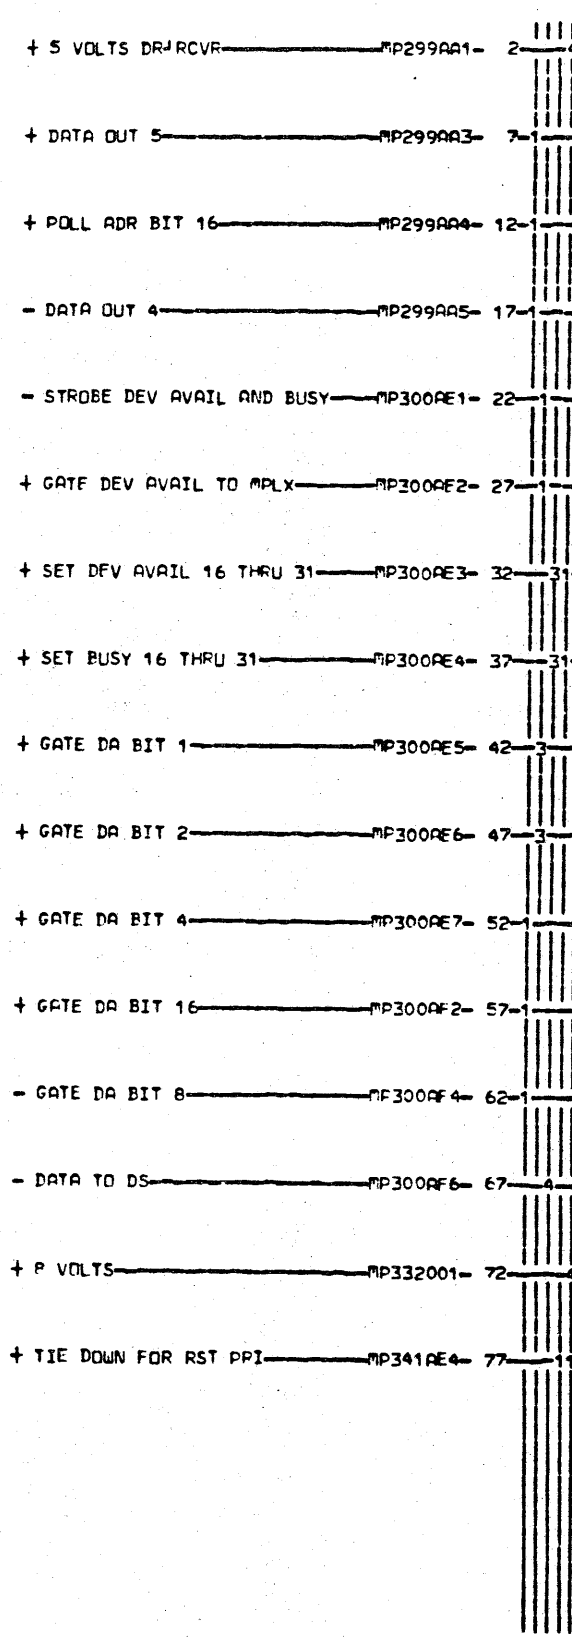 + 5 VOLTS DR RCVR MP299AA1- 2
+ DATA OUT 5 MP299AA3- 7-1
+ POLL ADR BIT 16 MP299AA4- 12-1
- DATA OUT 4 MP299AA5- 17-1
- STROBE DEV AVAIL AND BUSY MP300AE1- 22-1
+ GATE DEV AVAIL TO MPLX MP300AE2- 27-1
+ SET DEV AVAIL 16 THRU 31 MP300AE3- 32-31
+ SET BUSY 16 THRU 31 MP300AE4- 37-31
+ GATE DA BIT 1 MP300AE5- 42-3
+ GATE DA BIT 2 MP300AE6- 47-3
+ GATE DA BIT 4 MP300AE7- 52-1
+ GATE DA BIT 16 MP300AF2- 57-1
- GATE DA BIT 8 MP300AF4- 62-1
- DATA TO DS MP300AF6- 67-4
+ 8 VOLTS MP332001- 72
+ TIE DOWN FOR RST PRI MP341AE4- 77-11